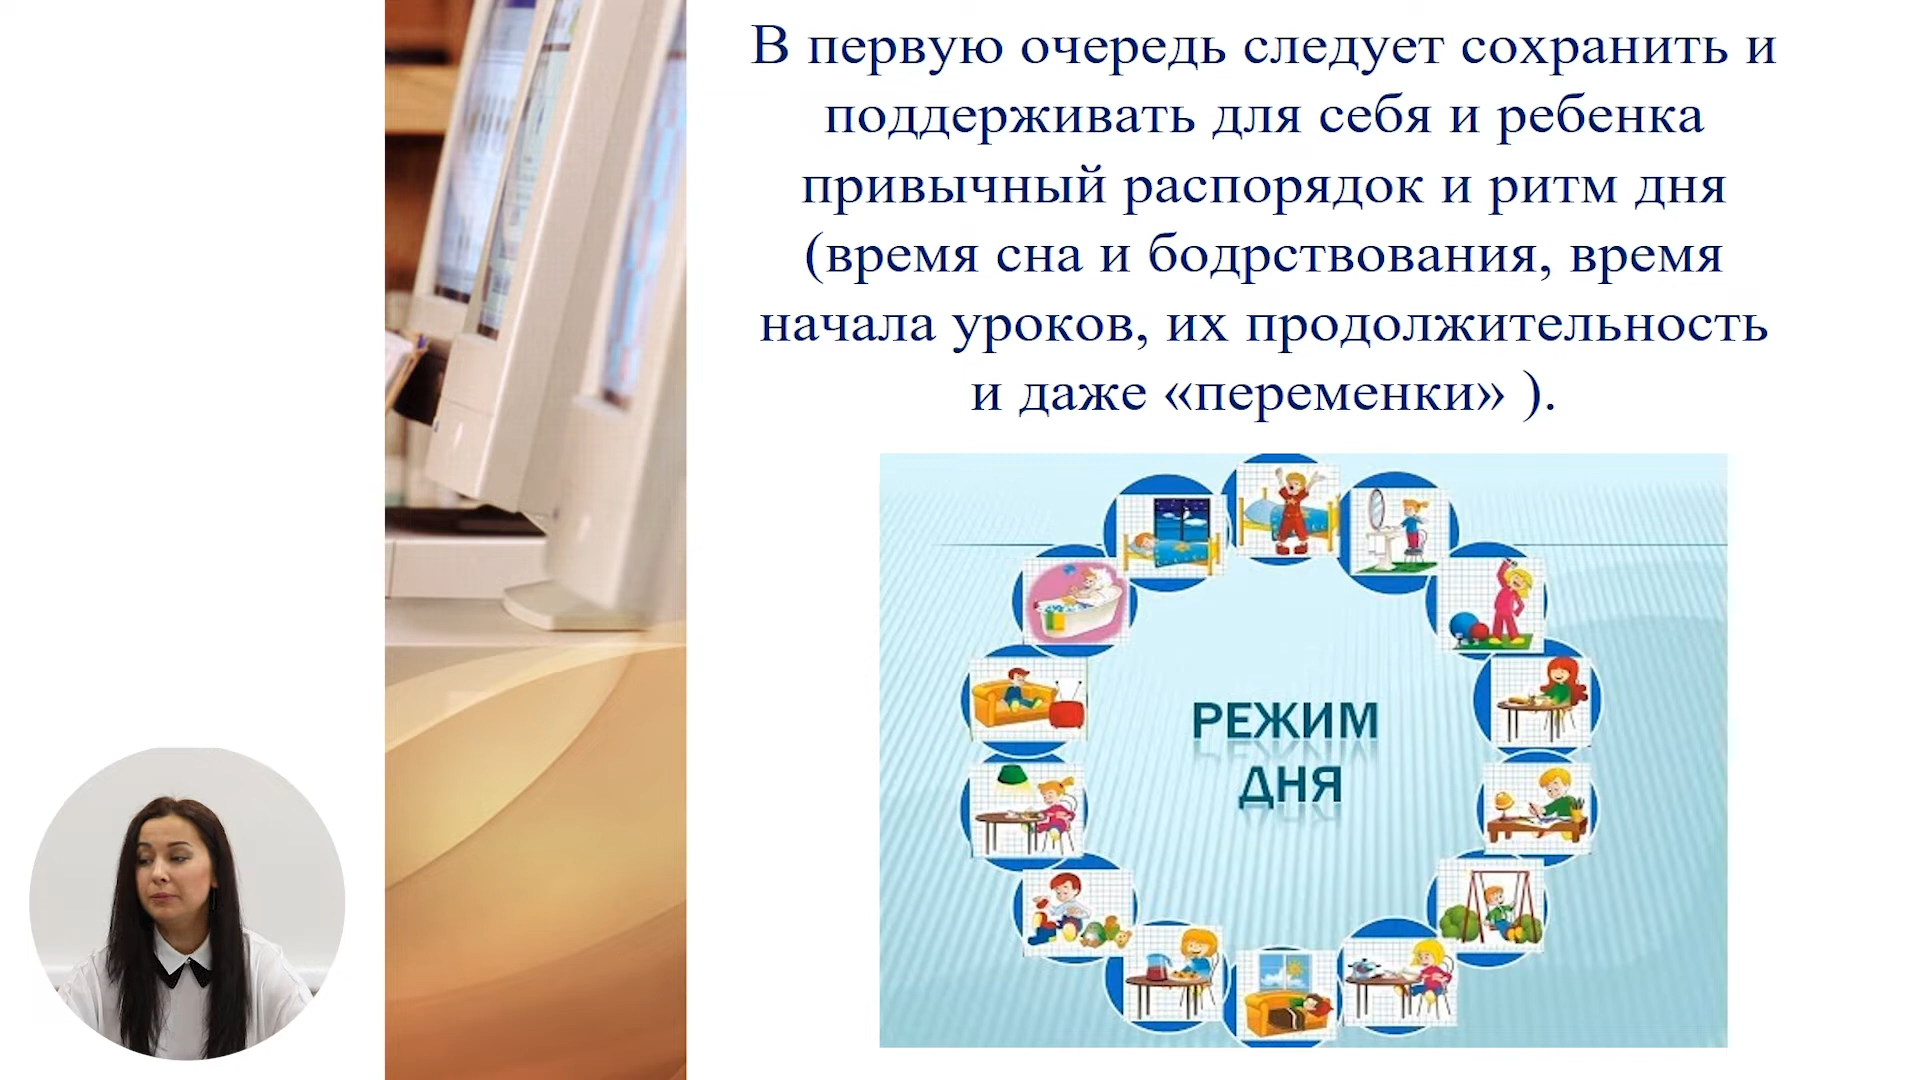 В первую очередь следует сохранить и
поддерживать для себя и ребенка
привычный распорядок и ритм дня
(время сна и бодрствования, время
начала уроков, их продолжительность
и даже «переменки» ).
РЕЖИМ
ДНЯ